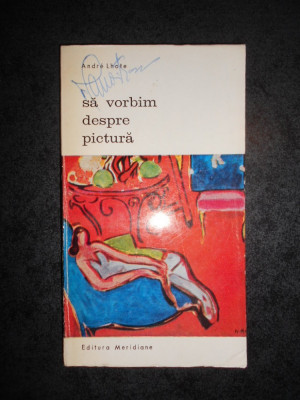 André Lhote
să vorbim
despre
pictură
Editura Meridiane